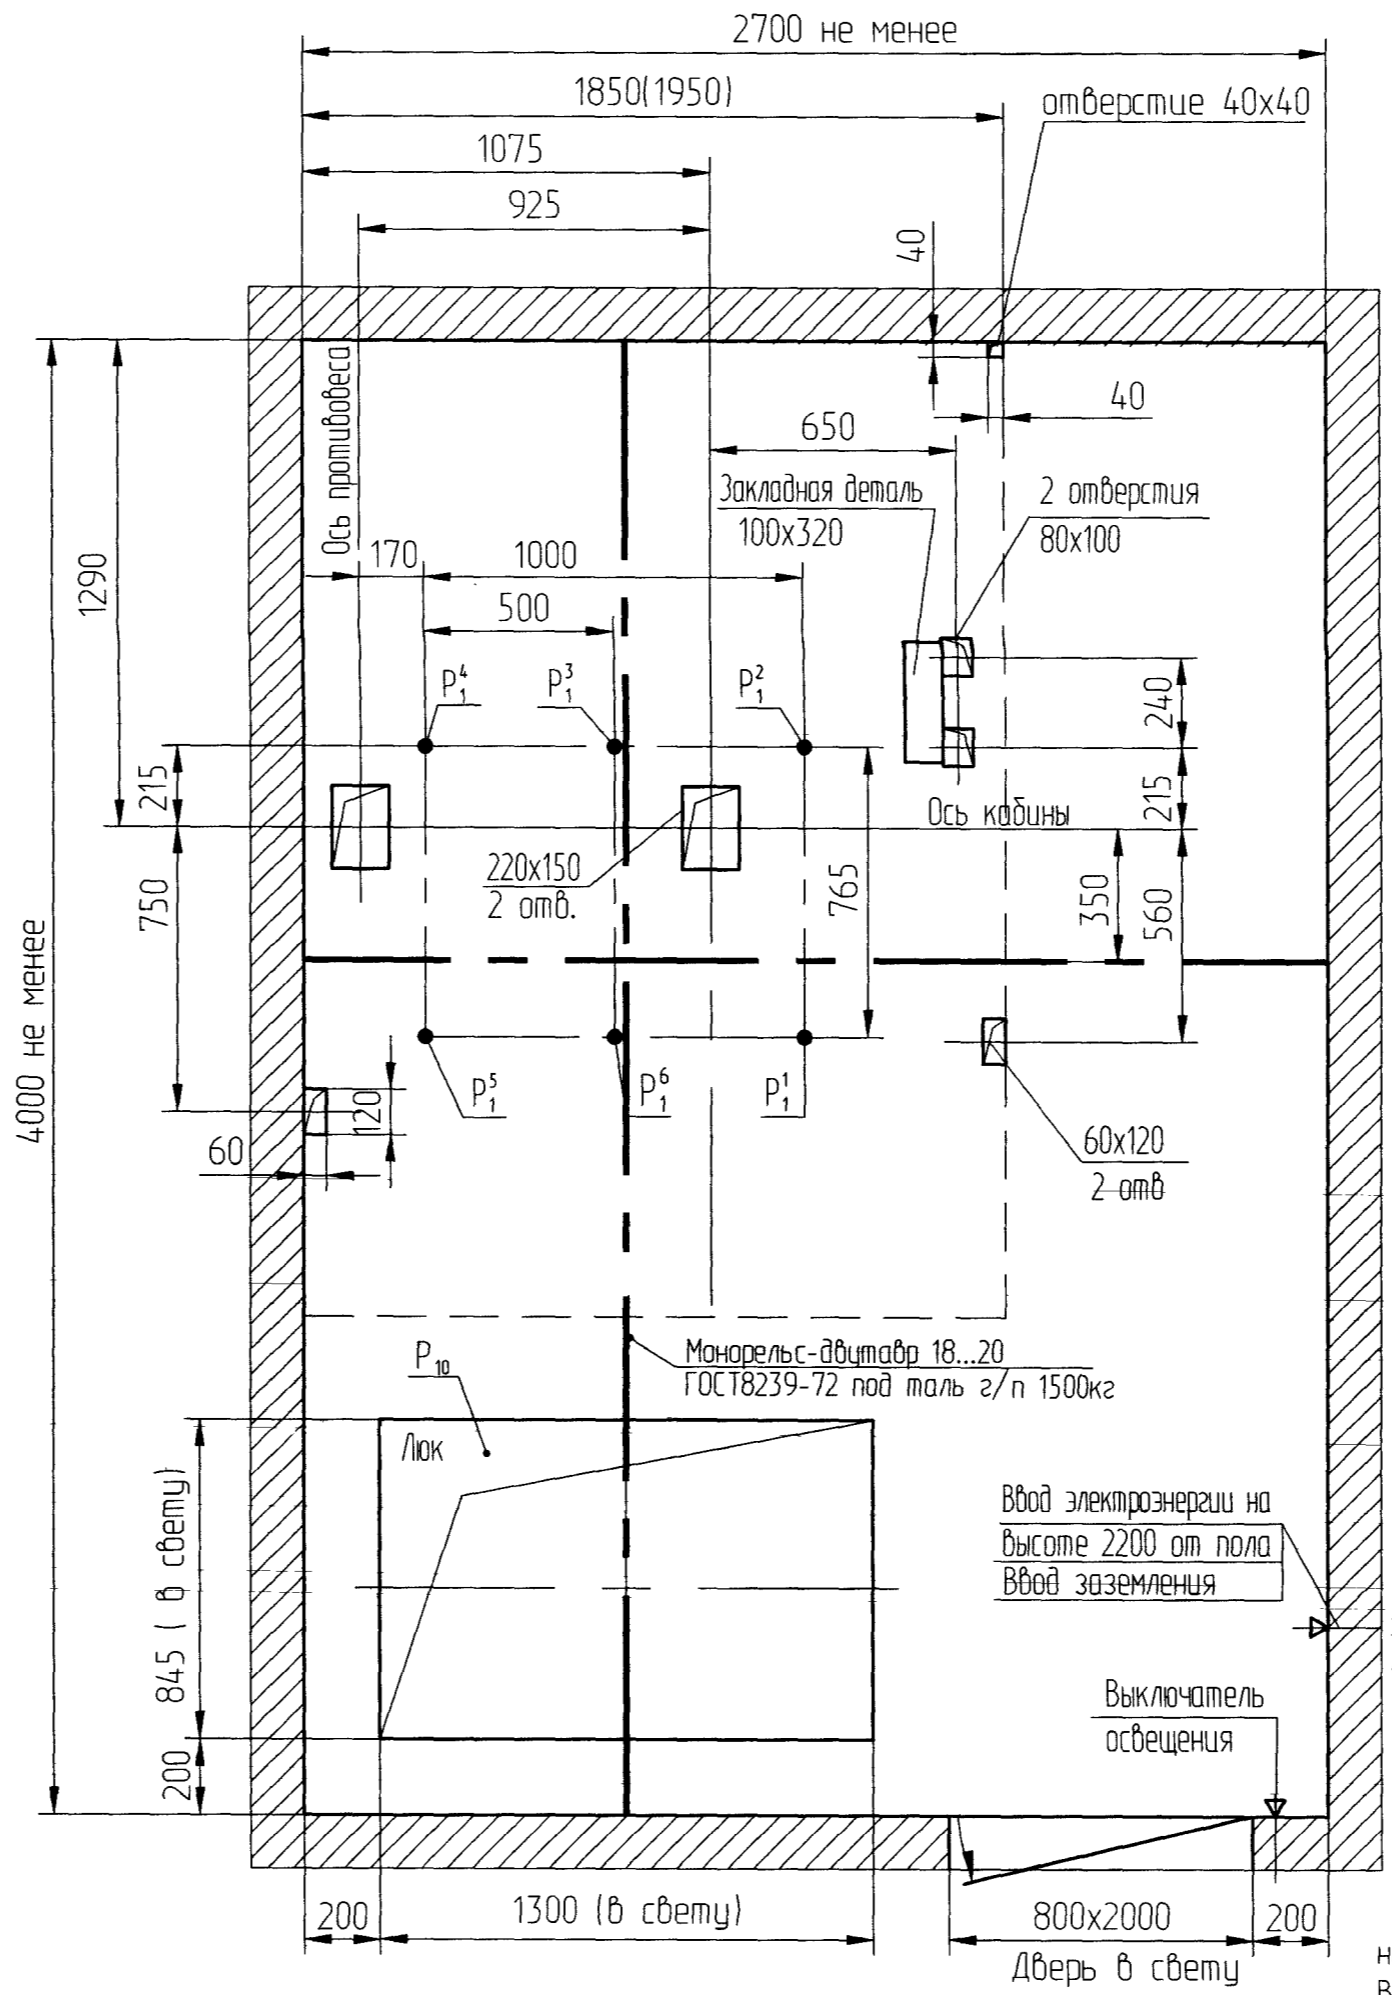 2700 не менее
1850(1950)
отверстие 40х40
1075
925
40
40
Ось противовеса
650
Закладная деталь
100х320
2 отверстия
80х100
170
1000
500
1290
P₁⁴
P₁³
P₁²
240
215
215
Ось кабины
220х150
2 отв.
765
350
560
750
4000 не менее
P₁⁵
P₁⁶
P₁¹
120
60
60х120
2 отв
P₁₀
Монорельс-двутавр 18...20
ГОСТ8239-72 под таль г/п 1500кг
Люк
845 ( в свету)
Ввод электроэнергии на
высоте 2200 от пола
Ввод заземления
Выключатель
освещения
200
200
1300 (в свету)
800х2000
200
Дверь в свету
н
В